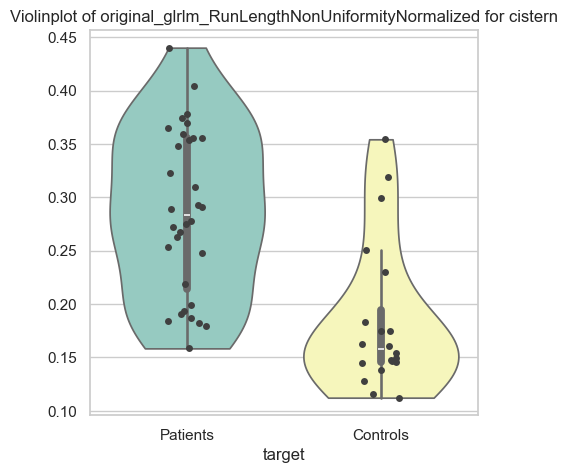 Violinplot of original_glrlm_RunLengthNonUniformityNormalized for cistern
0.45
0.40
0.35
0.30
0.25
0.20
0.15
0.10
Patients Controls
target